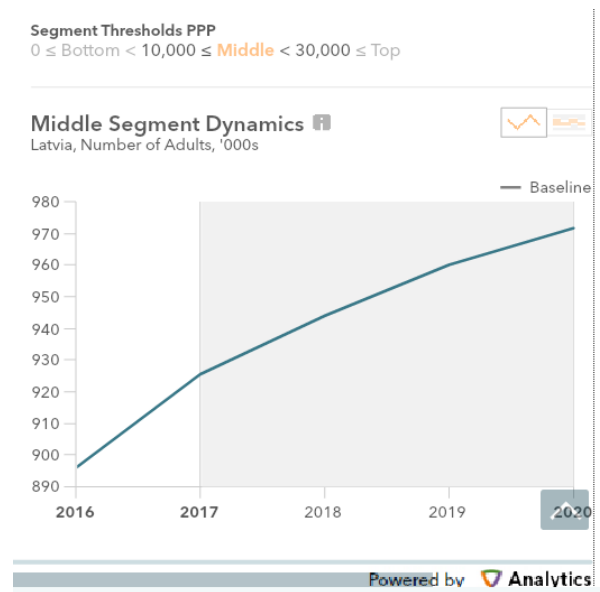 Segment Thresholds PPP
0 ≤ Bottom < 10,000 ≤ Middle < 30,000 ≤ Top
Middle Segment Dynamics
Latvia, Number of Adults, '000s
Baseline
980
970
960
950
940
930
920
910
900
890
2016 2017 2018 2019 2020
Powered by Analytics